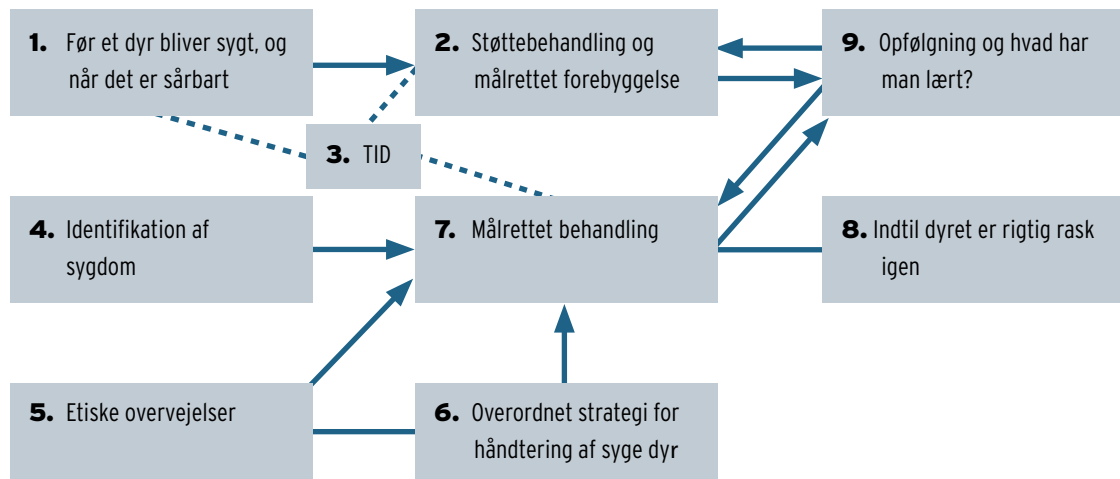 1. Før et dyr bliver sygt, og
når det er sårbart
2. Støttebehandling og
målrettet forebyggelse
9. Opfølgning og hvad har
man lært?
3. TID
4. Identifikation af
sygdom
7. Målrettet behandling
8. Indtil dyret er rigtig rask
igen
5. Etiske overvejelser
6. Overordnet strategi for
håndtering af syge dyr